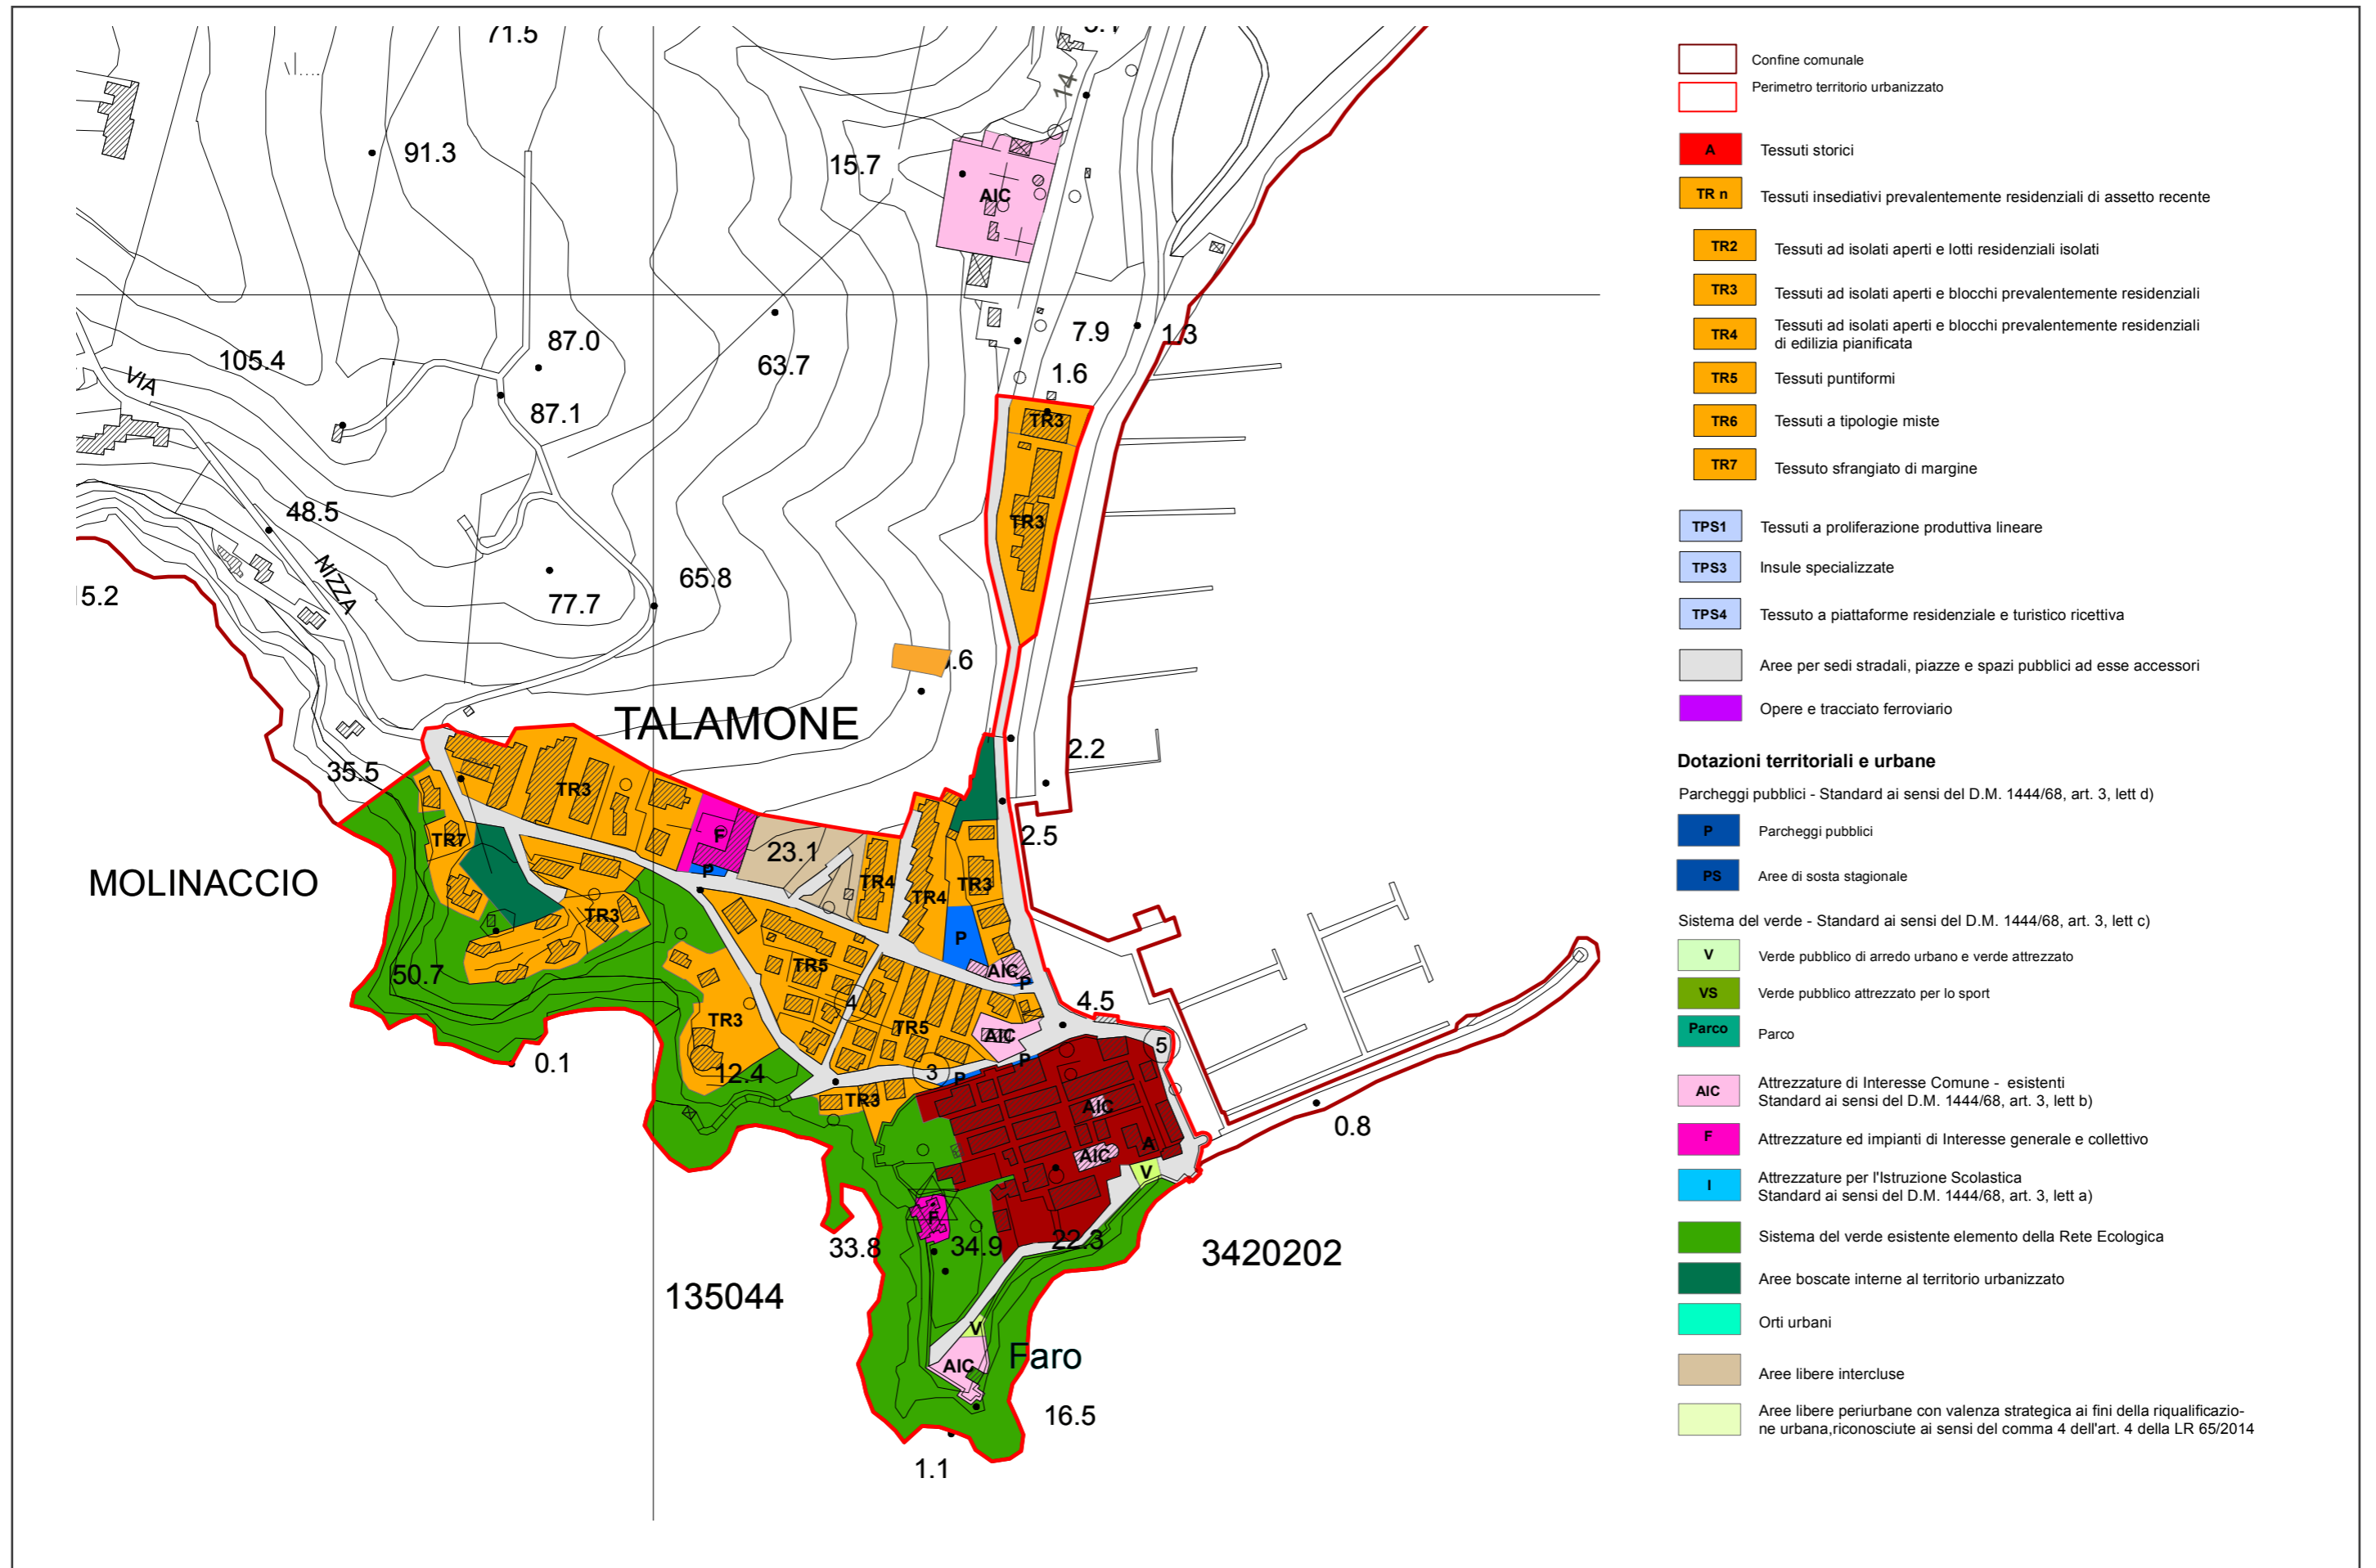 71.5
14
91.3
15.7
AIC
87.0
105.4
VIA
63.7
7.9
1.3
1.6
87.1
TR3
48.5
TR3
NIZZA
65.8
5.2
77.7
.6
TALAMONE
2.2
35.5
TR3
F
2.5
TR7
23.1
P
MOLINACCIO
TR4
TR3
TR4
TR3
P
50.7
TR5
AIC
P
4
4.5
TR3
TR5
AIC
5
0.1
12.4
3
P
P
TR3
AIC
0.8
A
AIC
V
F
33.8
34.9
22.3
3420202
135044
V
Faro
AIC
16.5
1.1
Confine comunale
Perimetro territorio urbanizzato
A Tessuti storici
TR n Tessuti insediativi prevalentemente residenziali di assetto recente
TR2 Tessuti ad isolati aperti e lotti residenziali isolati
TR3 Tessuti ad isolati aperti e blocchi prevalentemente residenziali
TR4 Tessuti ad isolati aperti e blocchi prevalentemente residenziali
di edilizia pianificata
TR5 Tessuti puntiformi
TR6 Tessuti a tipologie miste
TR7 Tessuto sfrangiato di margine
TPS1 Tessuti a proliferazione produttiva lineare
TPS3 Insule specializzate
TPS4 Tessuto a piattaforme residenziale e turistico ricettiva
Aree per sedi stradali, piazze e spazi pubblici ad esse accessori
Opere e tracciato ferroviario
Dotazioni territoriali e urbane
Parcheggi pubblici - Standard ai sensi del D.M. 1444/68, art. 3, lett d)
P Parcheggi pubblici
PS Aree di sosta stagionale
Sistema del verde - Standard ai sensi del D.M. 1444/68, art. 3, lett c)
V Verde pubblico di arredo urbano e verde attrezzato
VS Verde pubblico attrezzato per lo sport
Parco Parco
AIC Attrezzature di Interesse Comune - esistenti
Standard ai sensi del D.M. 1444/68, art. 3, lett b)
F Attrezzature ed impianti di Interesse generale e collettivo
I Attrezzature per l'Istruzione Scolastica
Standard ai sensi del D.M. 1444/68, art. 3, lett a)
Sistema del verde esistente elemento della Rete Ecologica
Aree boscate interne al territorio urbanizzato
Orti urbani
Aree libere intercluse
Aree libere periurbane con valenza strategica ai fini della riqualificazio-
ne urbana,riconosciute ai sensi del comma 4 dell'art. 4 della LR 65/2014